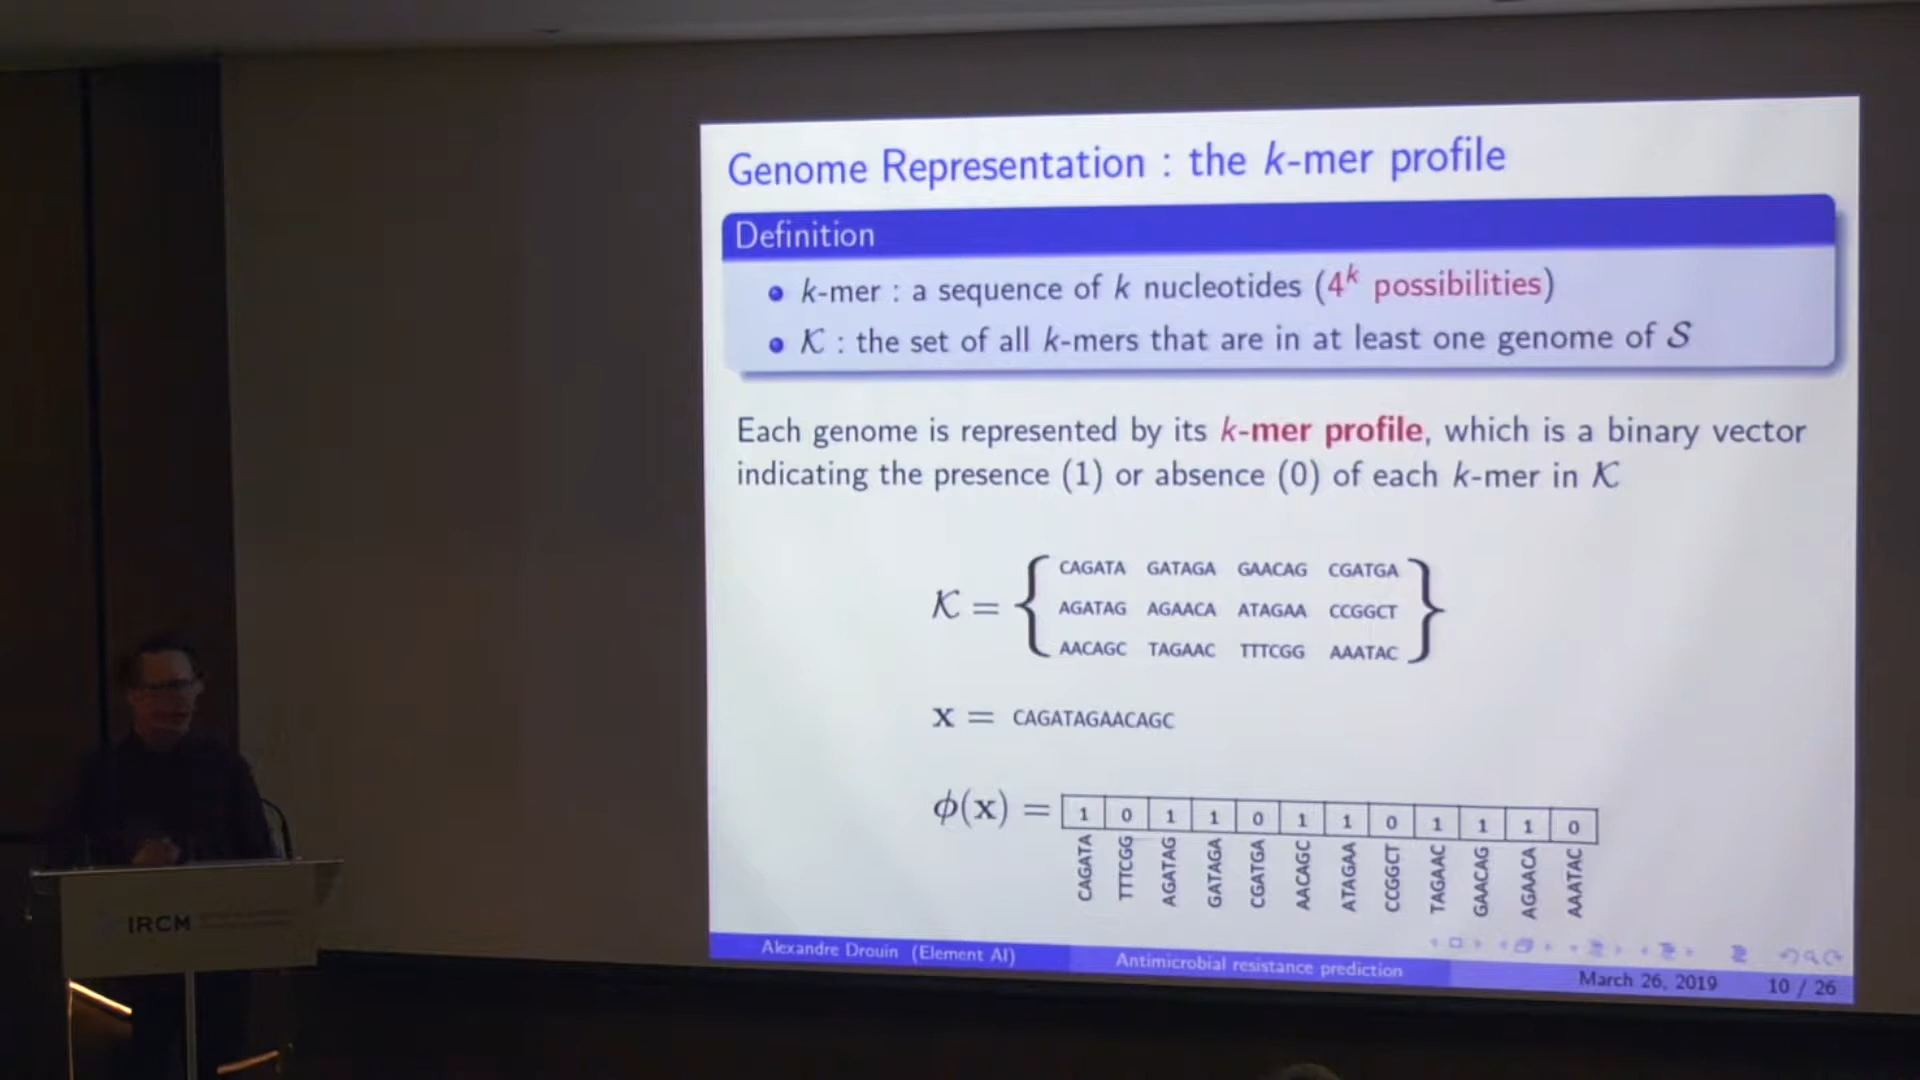 Genome Representation : the k-mer profile
Definition
k-mer : a sequence of k nucleotides (4^k possibilities)
𝒦 : the set of all k-mers that are in at least one genome of 𝒮
Each genome is represented by its k-mer profile, which is a binary vector
indicating the presence (1) or absence (0) of each k-mer in 𝒦
CAGATA GATAGA GAACAG CGATGA
𝒦 = { AGATAG AGAACA ATAGAA CCGGCT }
AACAGC TAGAAC TTTCGG AAATAC
x = CAGATAGAACAGC
ϕ(x) = 1 0 1 1 0 1 1 0 1 1 1 0
CAGATA TTTCGG AGATAG GATAGA CGATGA AACAGC ATAGAA CCGGCT TAGAAC GAACAG AGAACA AAATAC
Alexandre Drouin (Element AI) Antimicrobial resistance prediction March 26, 2019 10 / 26
IRCM